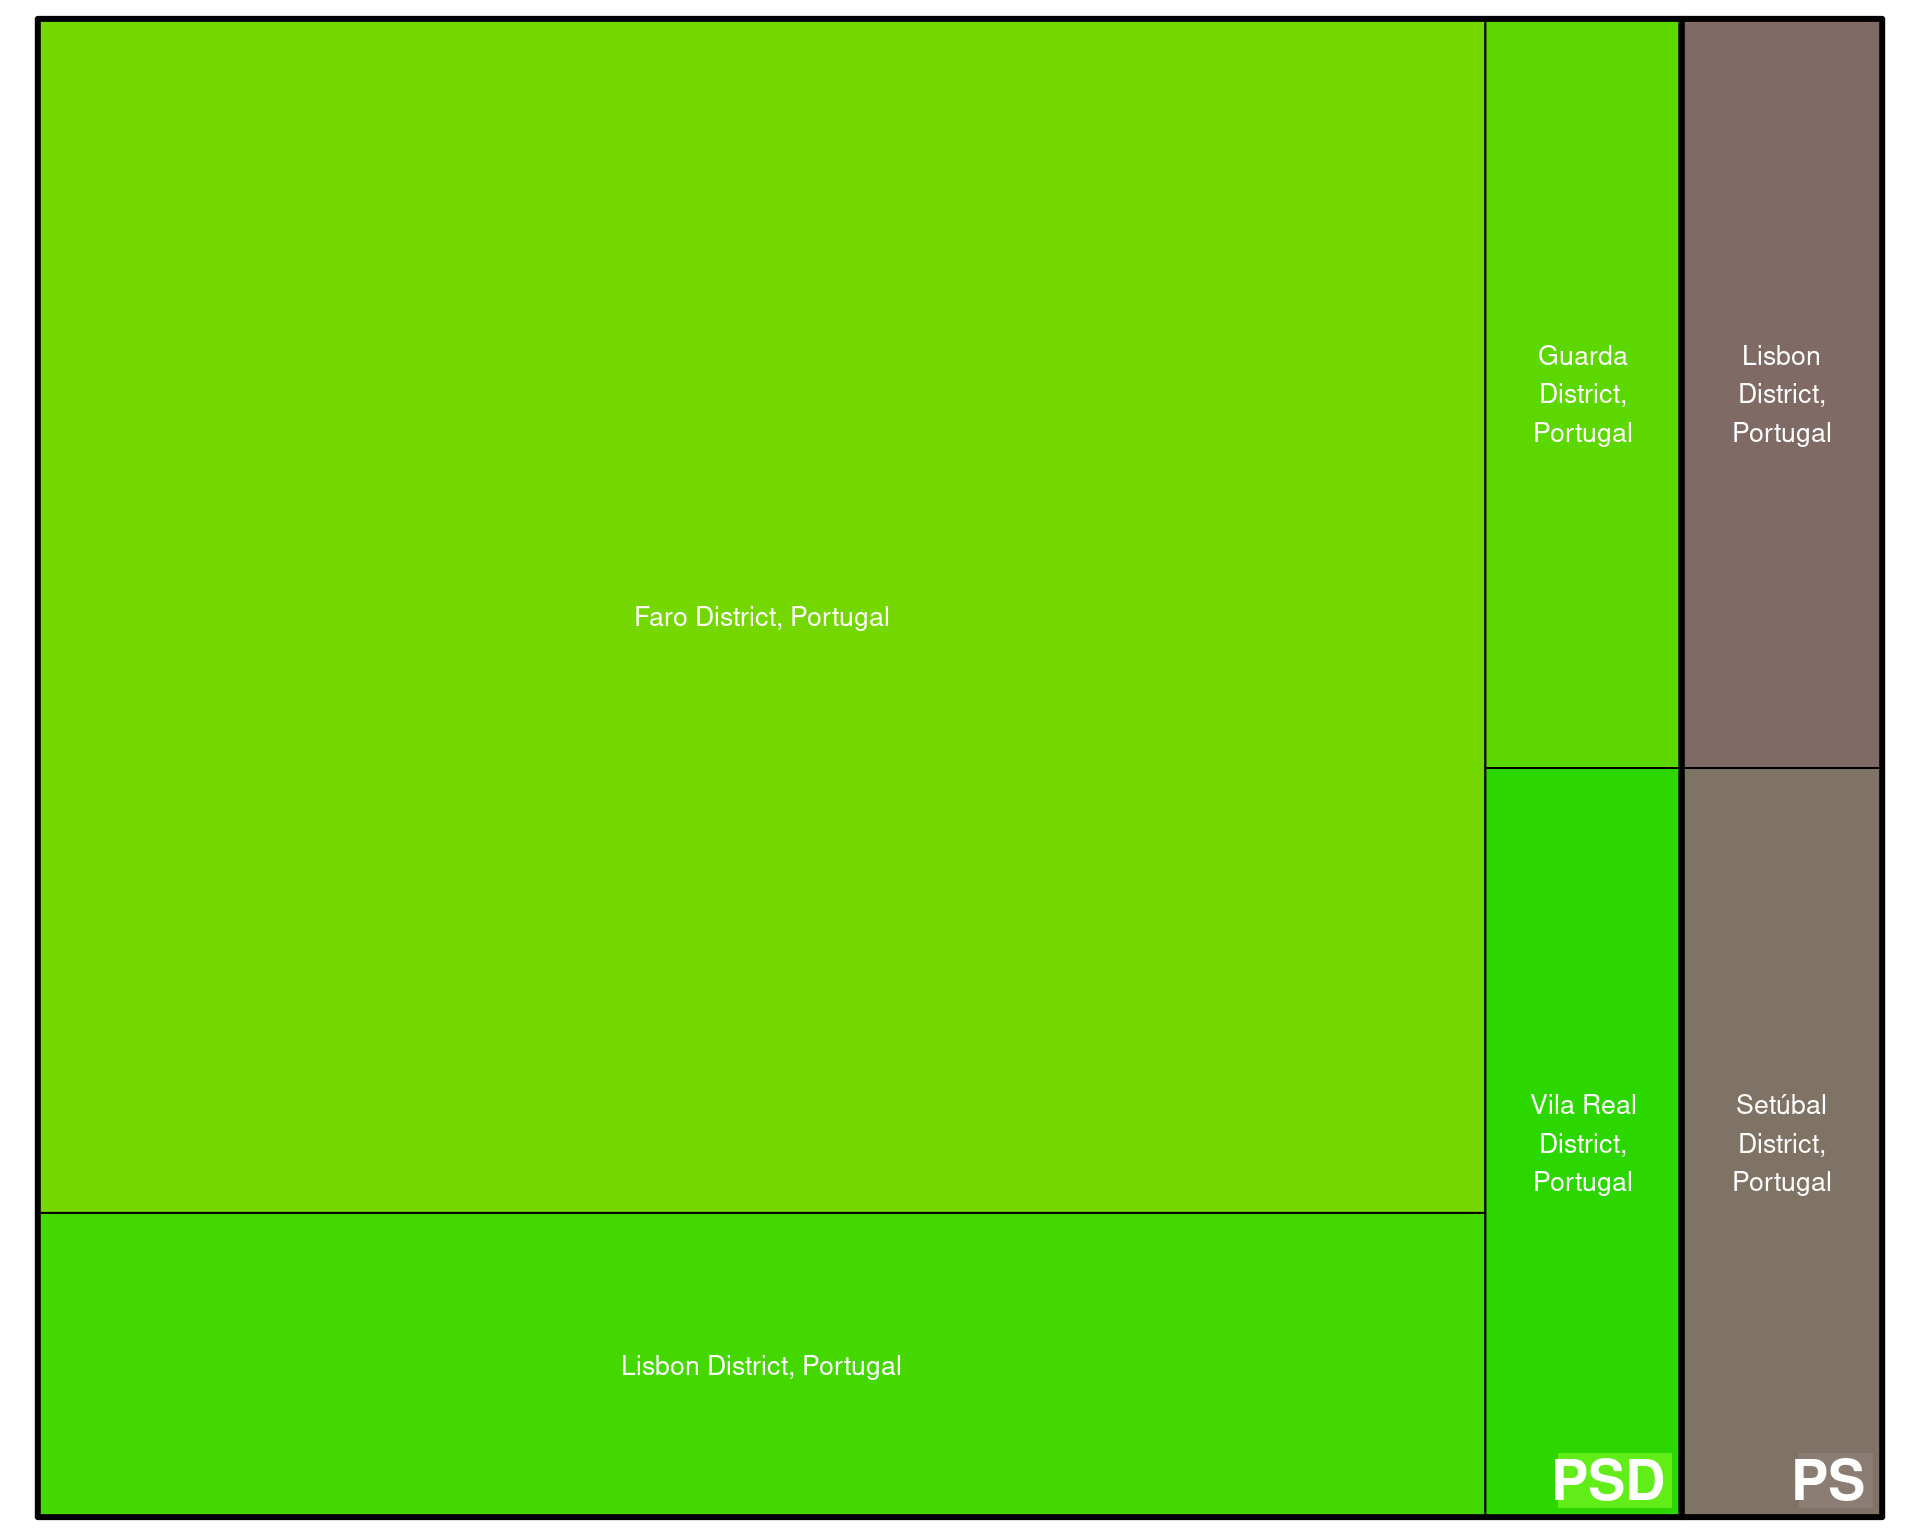 Faro District, Portugal
Lisbon District, Portugal
Guarda
District,
Portugal
Vila Real
District,
Portugal
PSD
Lisbon
District,
Portugal
Setúbal
District,
Portugal
PS